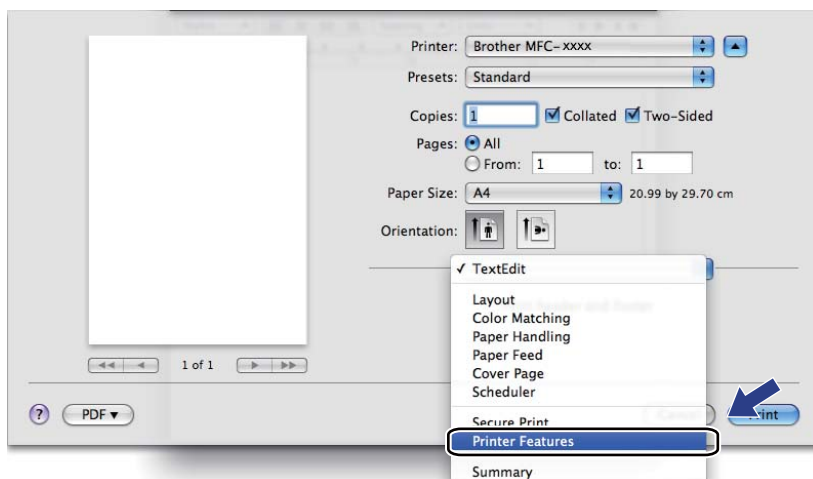 Printer: Brother MFC-xxxx
Presets: Standard
Copies: 1 Collated Two-Sided
Pages: All
From: 1 to: 1
Paper Size: A4 20.99 by 29.70 cm
Orientation:
✓ TextEdit
Layout
Color Matching
Paper Handling
Paper Feed
Cover Page
Scheduler
1 of 1
? PDF▼
Secure Print
Print
Printer Features
Summary